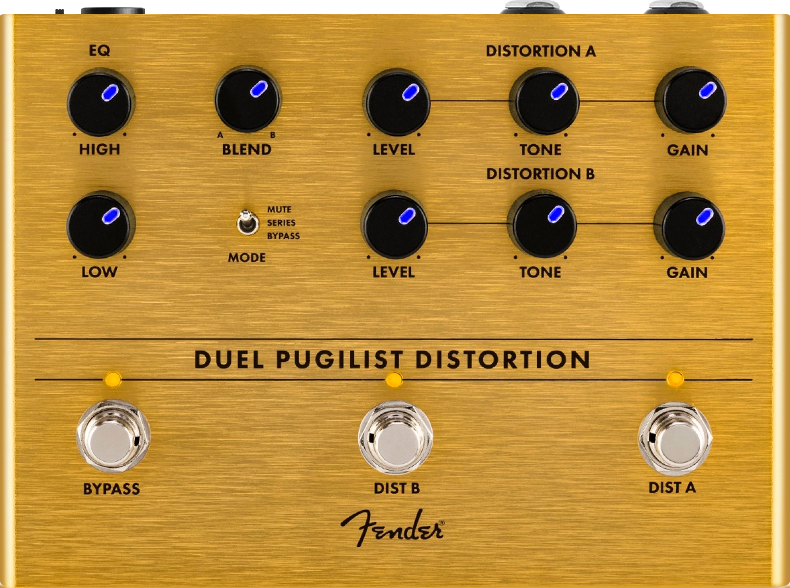 EQ
DISTORTION A
A B
HIGH BLEND LEVEL TONE GAIN
DISTORTION B
MUTE
SERIES
BYPASS
MODE
LOW LEVEL TONE GAIN
DUEL PUGILIST DISTORTION
BYPASS DIST B DIST A
Fender®